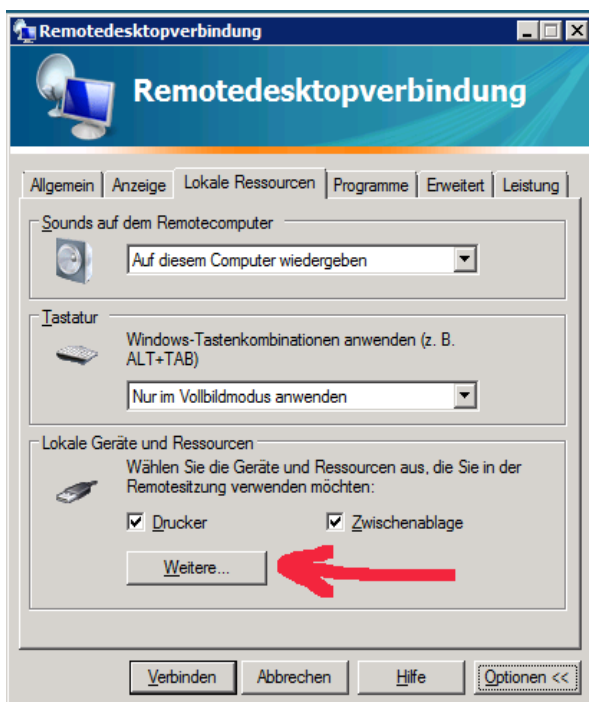 Remotedesktopverbindung
Remotedesktopverbindung
Allgemein Anzeige Lokale Ressourcen Programme Erweitert Leistung
Sounds auf dem Remotecomputer
Auf diesem Computer wiedergeben
Tastatur
Windows-Tastenkombinationen anwenden (z. B.
ALT+TAB)
Nur im Vollbildmodus anwenden
Lokale Geräte und Ressourcen
Wählen Sie die Geräte und Ressourcen aus, die Sie in der
Remotesitzung verwenden möchten:
Drucker Zwischenablage
Weitere...
Verbinden Abbrechen Hilfe Optionen <<